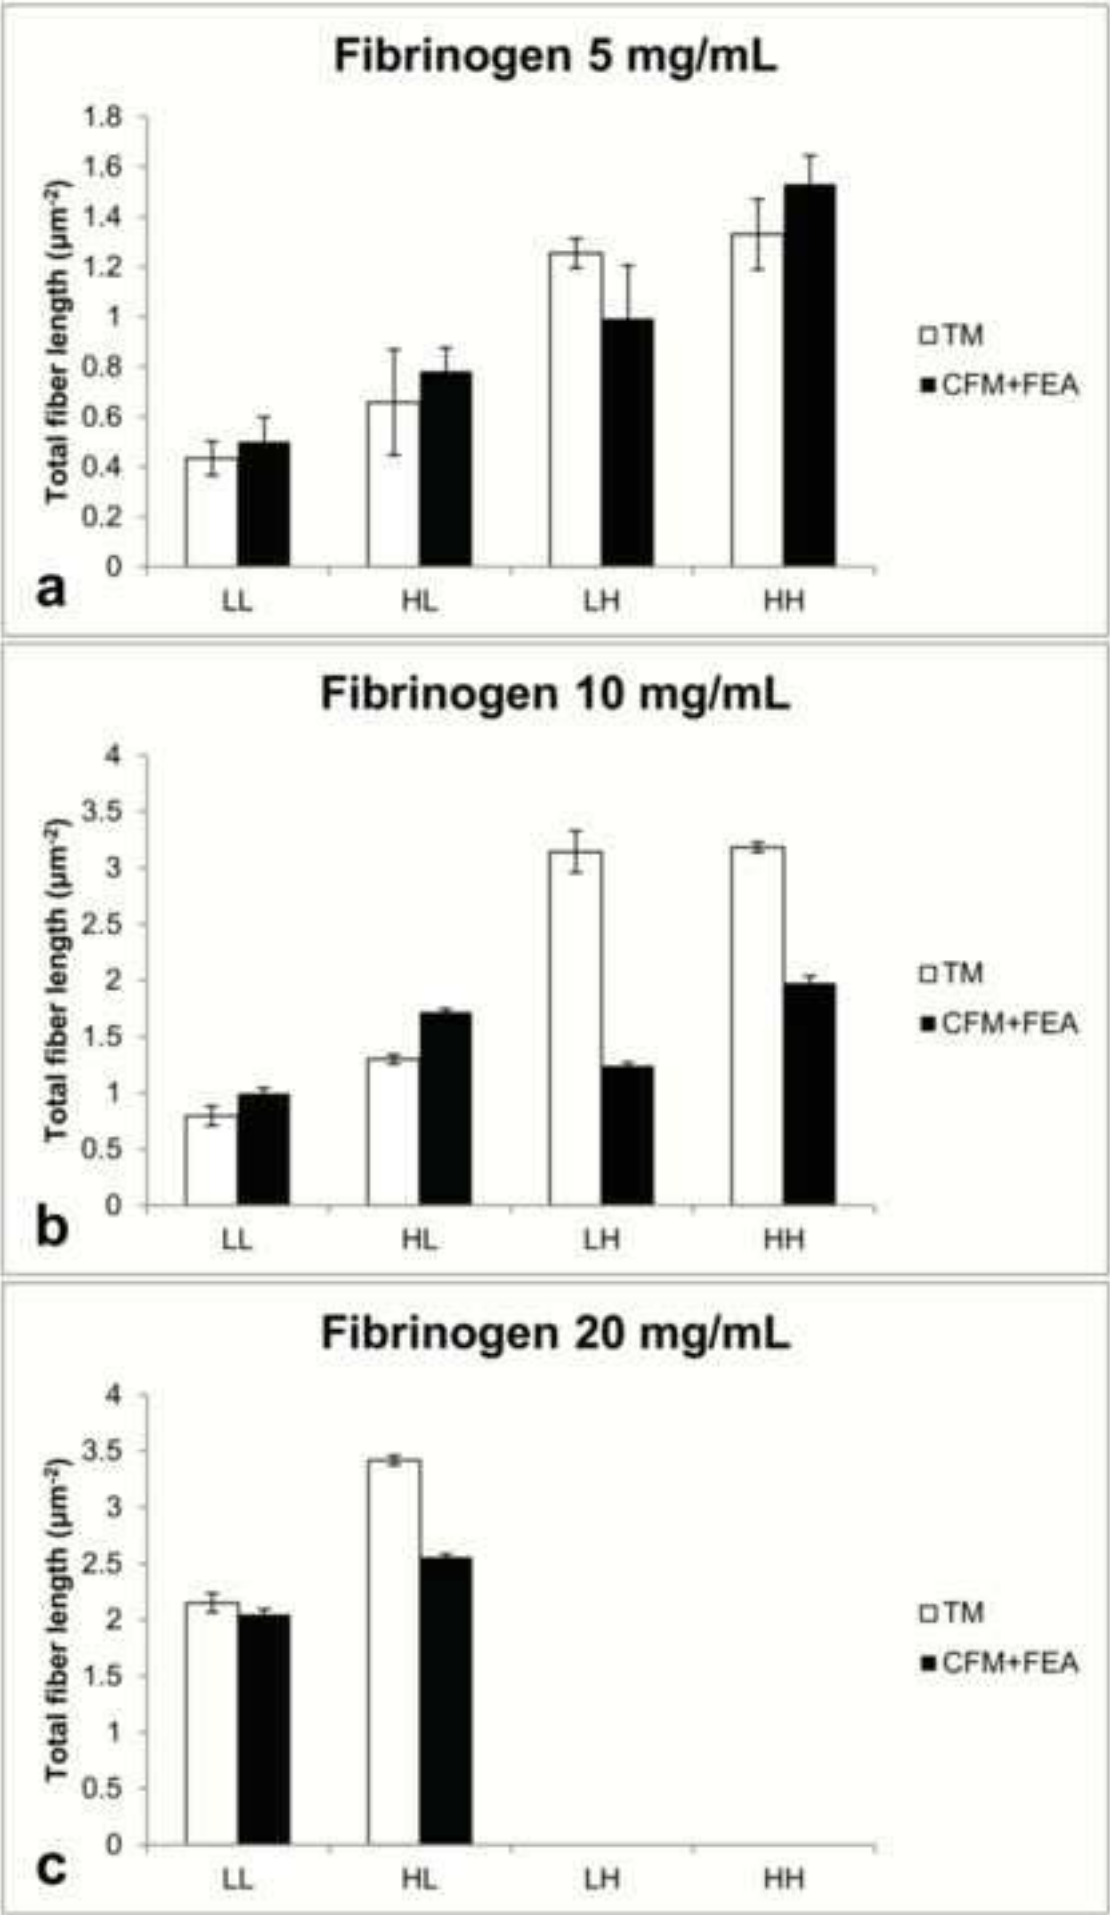 Fibrinogen 5 mg/mL
Total fiber length (µm⁻²)
1.8
1.6
1.4
1.2
1
0.8
0.6
0.4
0.2
0
LL HL LH HH
TM
CFM+FEA
a
Fibrinogen 10 mg/mL
Total fiber length (µm⁻²)
4
3.5
3
2.5
2
1.5
1
0.5
0
LL HL LH HH
TM
CFM+FEA
b
Fibrinogen 20 mg/mL
Total fiber length (µm⁻²)
4
3.5
3
2.5
2
1.5
1
0.5
0
LL HL LH HH
TM
CFM+FEA
c